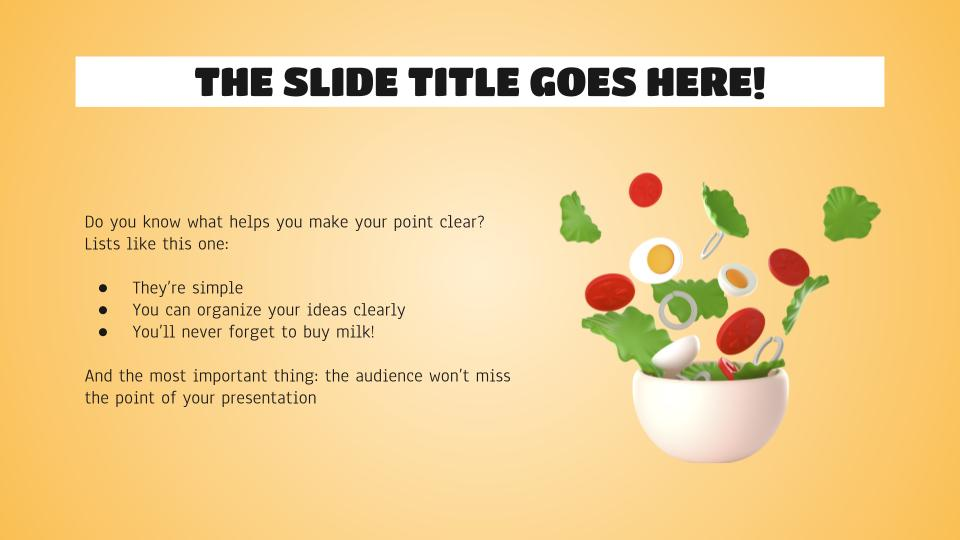 THE SLIDE TITLE GOES HERE!
Do you know what helps you make your point clear?
Lists like this one:
● They're simple
● You can organize your ideas clearly
● You'll never forget to buy milk!
And the most important thing: the audience won't miss
the point of your presentation